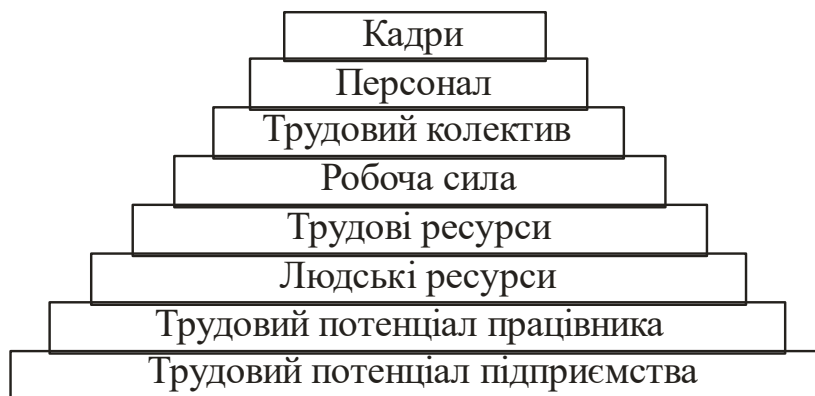 Кадри
Персонал
Трудовий колектив
Робоча сила
Трудові ресурси
Людські ресурси
Трудовий потенціал працівника
Трудовий потенціал підприємства